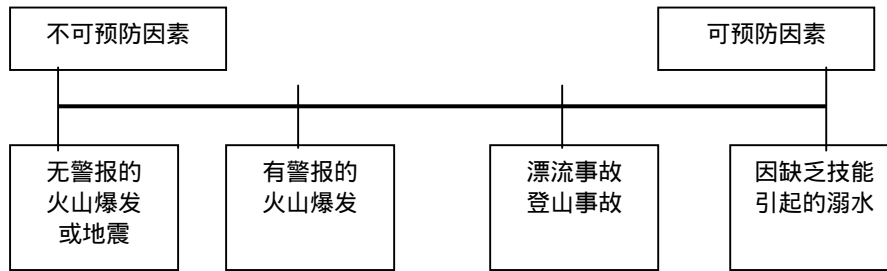 不可预防因素
可预防因素
无警报的
火山爆发
或地震
有警报的
火山爆发
漂流事故
登山事故
因缺乏技能
引起的溺水